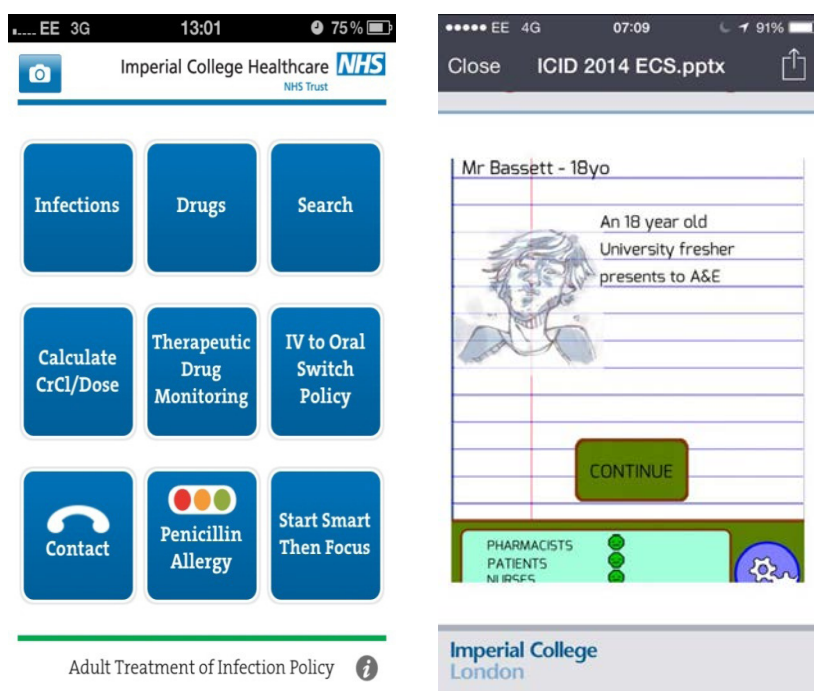 EE 3G 13:01 75%
Imperial College Healthcare NHS
NHS Trust
Infections
Drugs
Search
Calculate
CrCl/Dose
Therapeutic
Drug
Monitoring
IV to Oral
Switch
Policy
Contact
Penicillin
Allergy
Start Smart
Then Focus
Adult Treatment of Infection Policy i
EE 4G 07:09 91%
Close ICID 2014 ECS.pptx
Mr Bassett - 18yo
An 18 year old
University fresher
presents to A&E
CONTINUE
PHARMACISTS
PATIENTS
NURSES
Imperial College
London